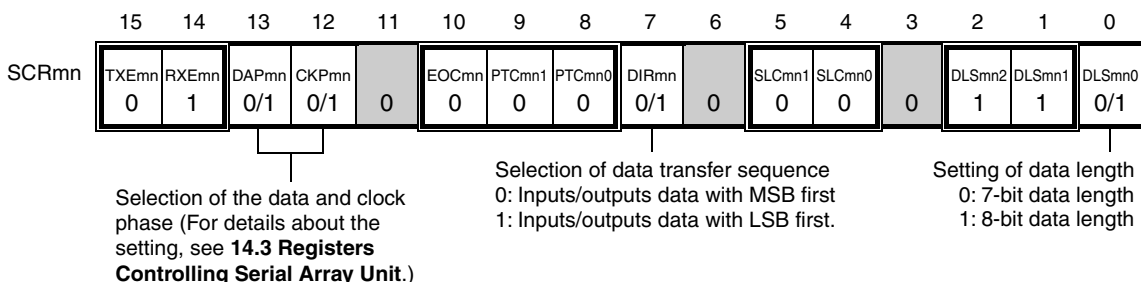 15 14 13 12 11 10 9 8 7 6 5 4 3 2 1 0
SCRmn
TXEmn RXEmn DAPmn CKPmn EOCmn PTCmn1 PTCmn0 DIRmn SLCmn1 SLCmn0 DLSmn2 DLSmn1 DLSmn0
0 1 0/1 0/1 0 0 0 0 0/1 0 0 0 0 1 1 0/1
Selection of the data and clock
phase (For details about the
setting, see 14.3 Registers
Controlling Serial Array Unit.)
Selection of data transfer sequence
0: Inputs/outputs data with MSB first
1: Inputs/outputs data with LSB first.
Setting of data length
0: 7-bit data length
1: 8-bit data length